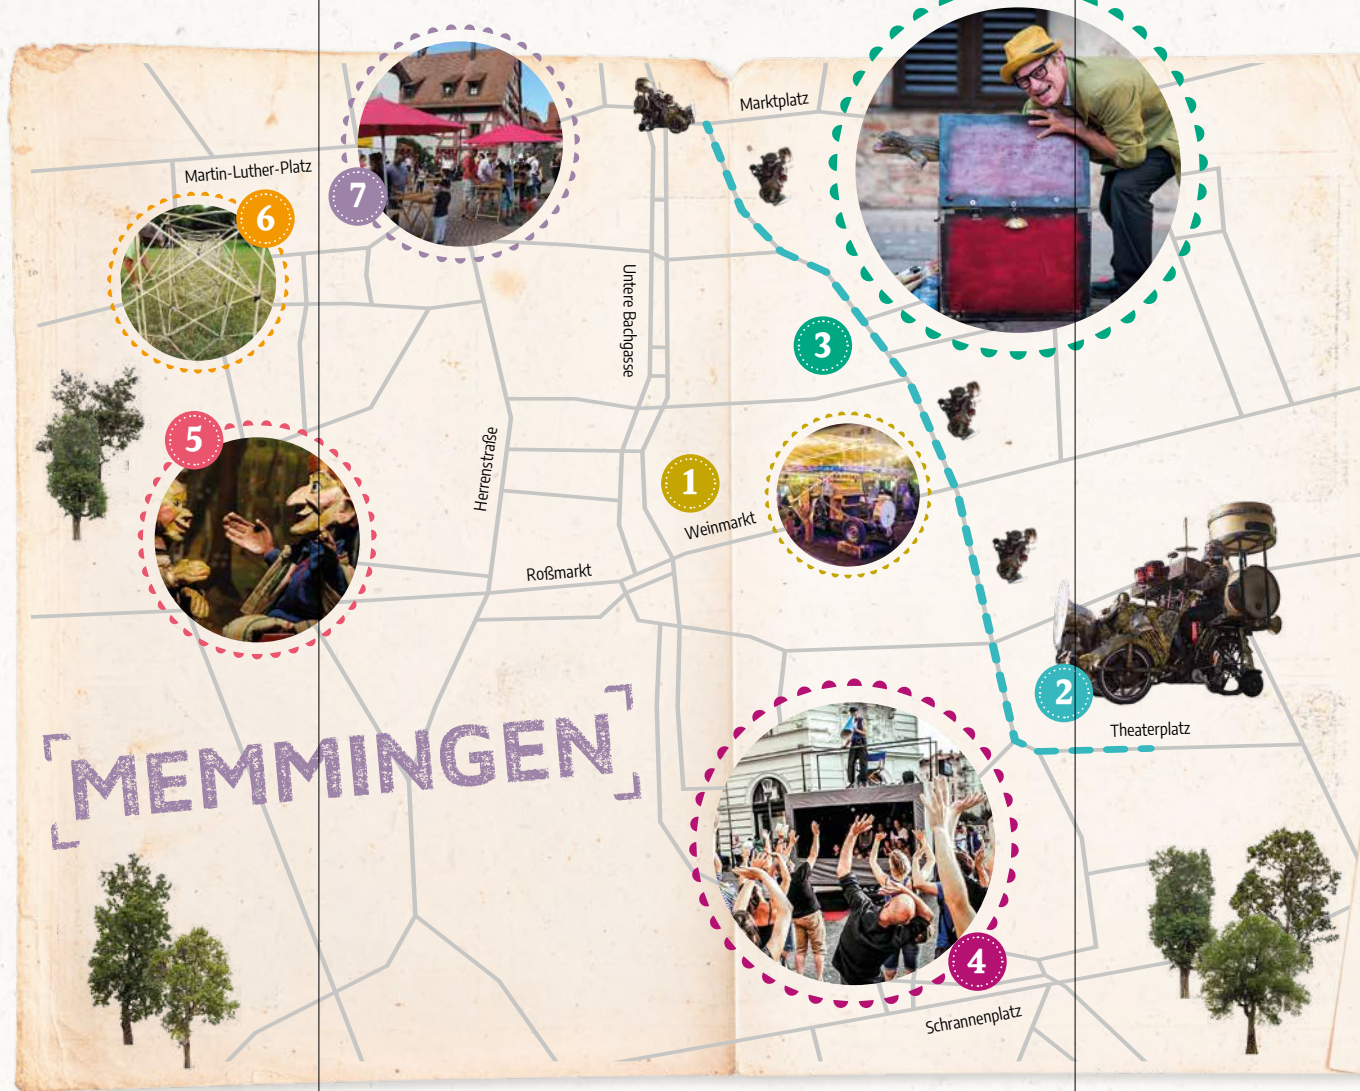 Marktplatz
Martin-Luther-Platz
7
6
Untere Bachgasse
3
5
Herrenstraße
1
Weinmarkt
Roßmarkt
2
Theaterplatz
MEMMINGEN
4
Schrannenplatz